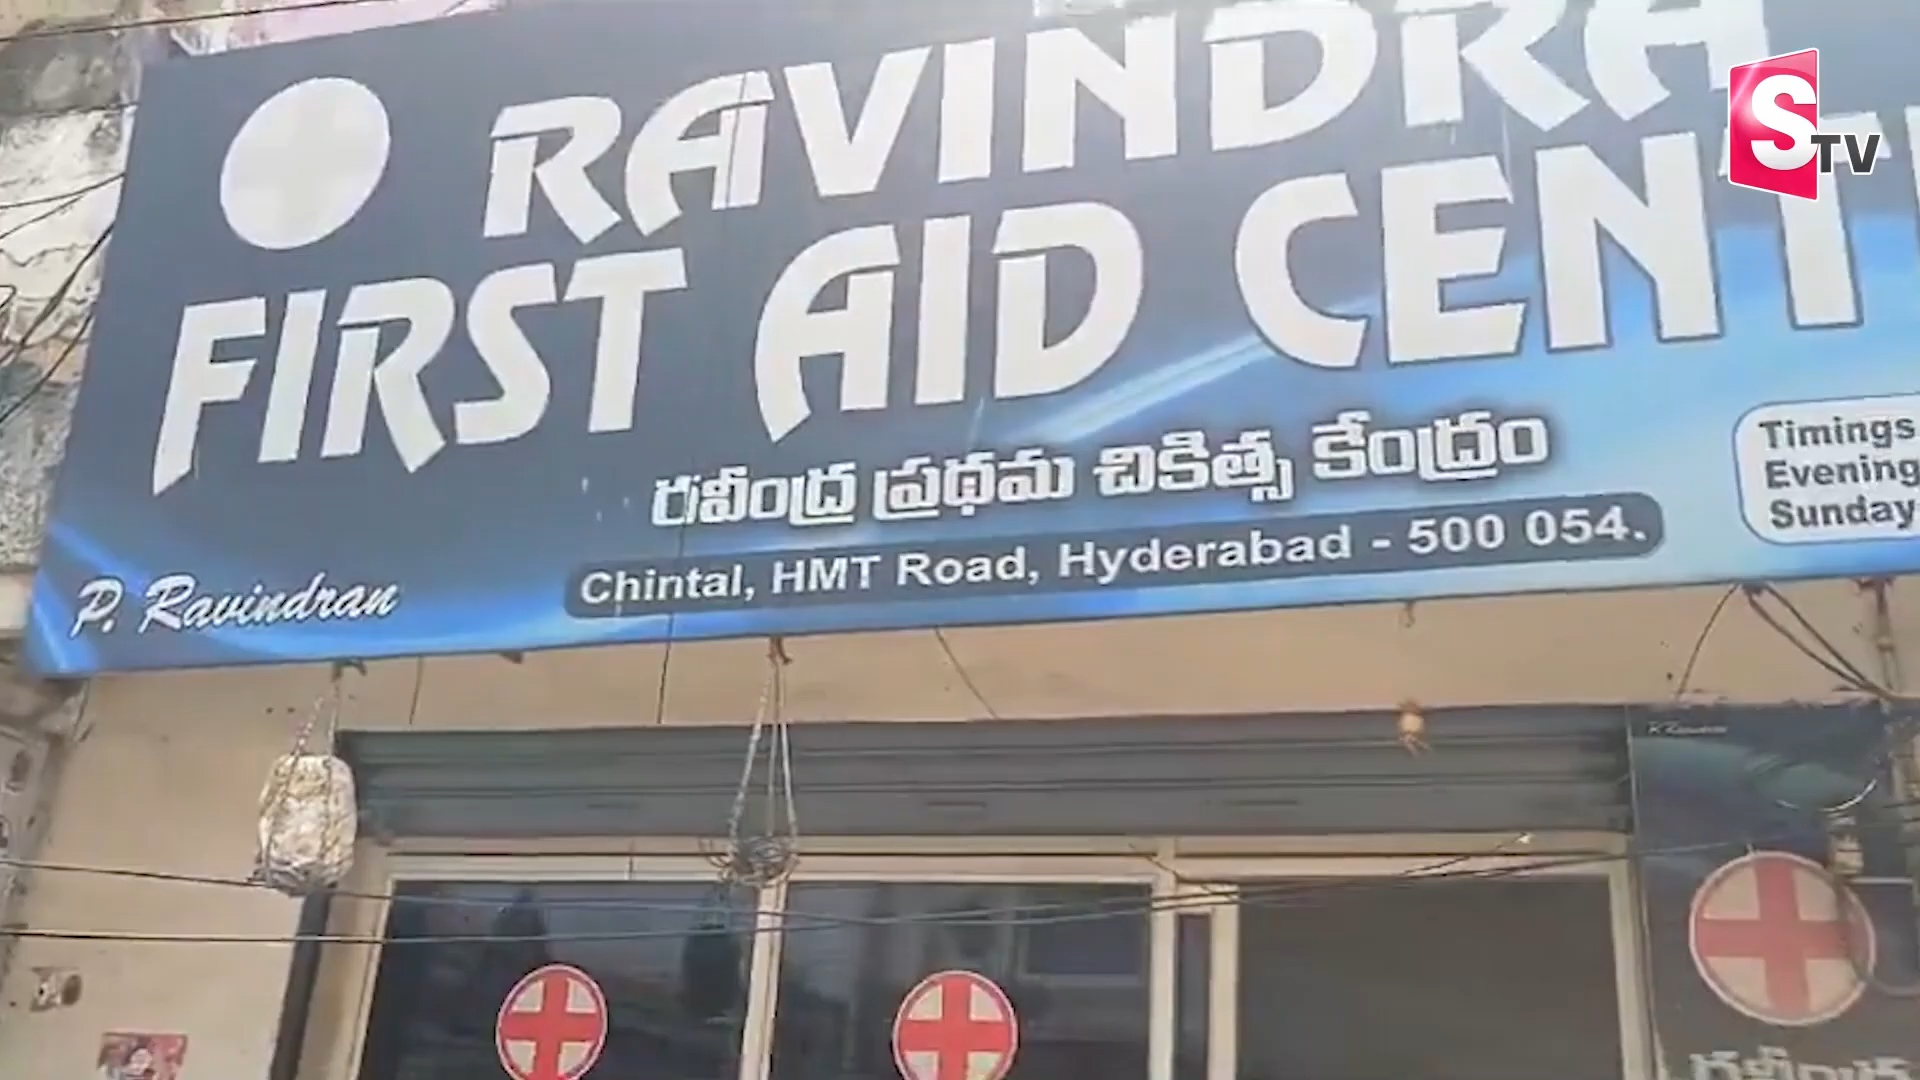 RAVINDRA
FIRST AID CENT
రవీంద్ర ప్రథమ చికిత్స కేంద్రం
Chintal, HMT Road, Hyderabad - 500 054.
P. Ravindran
Timings
Evening
Sunday
S TV